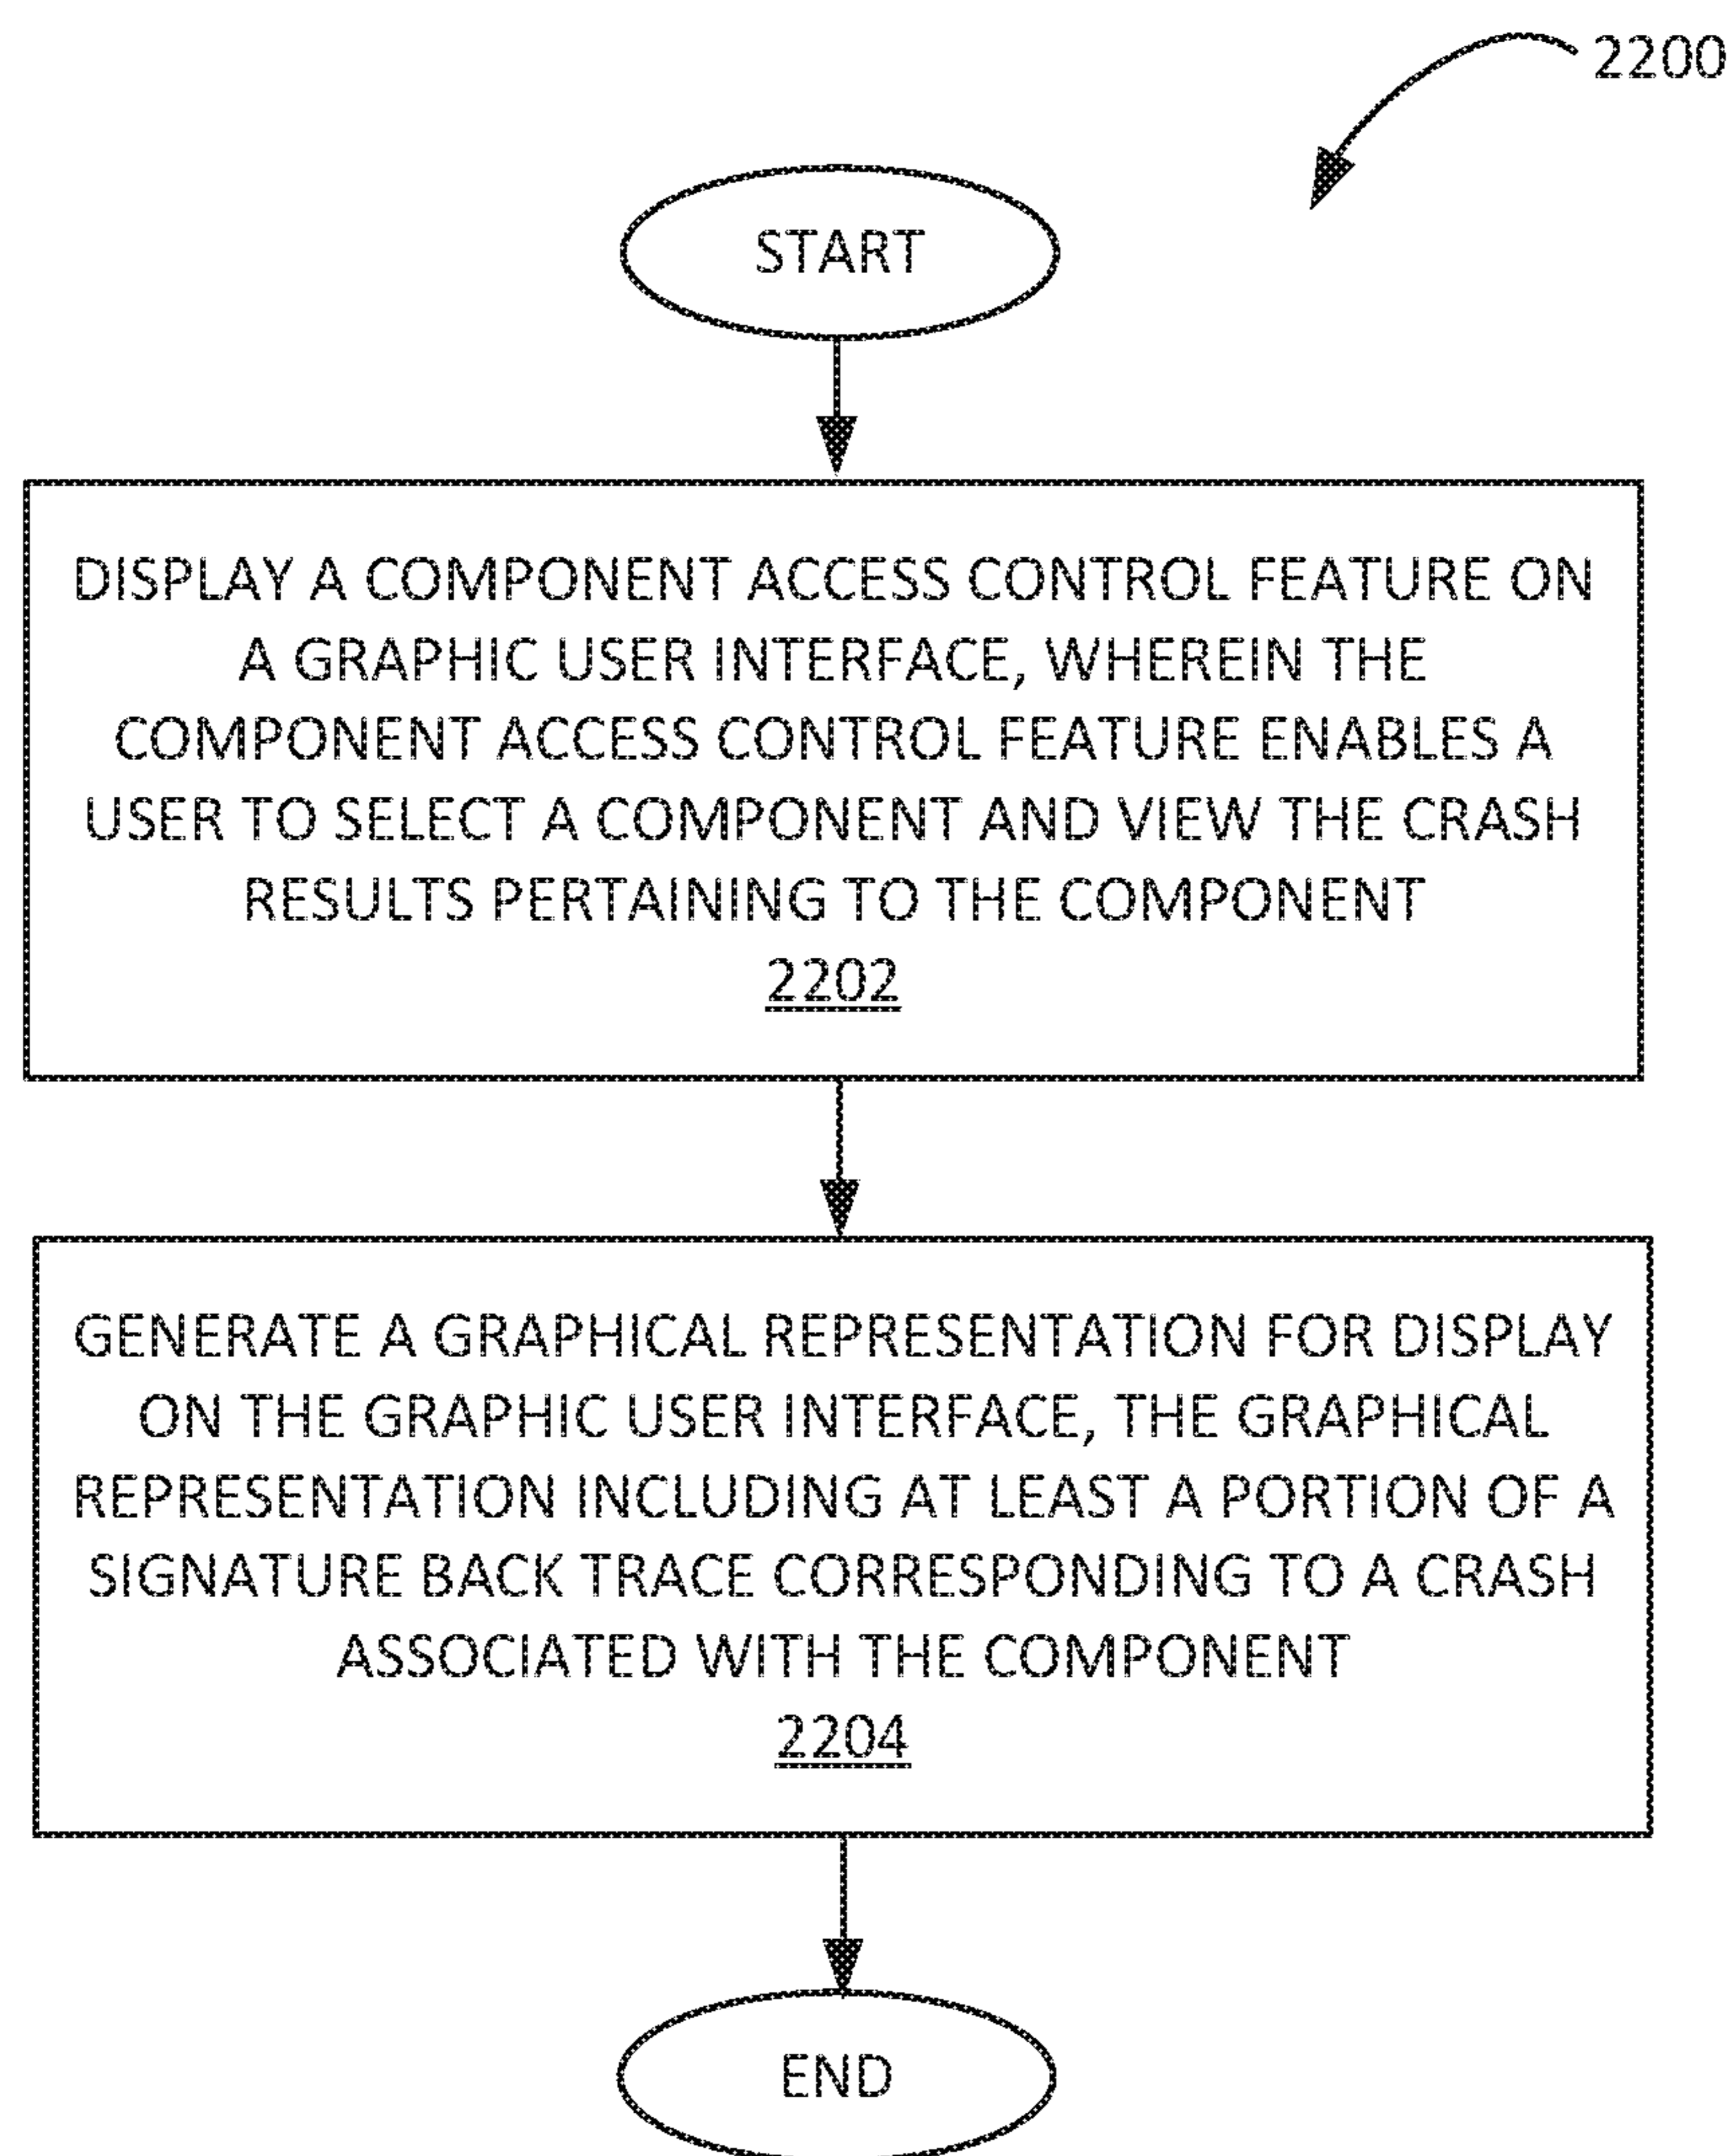 2200
START
DISPLAY A COMPONENT ACCESS CONTROL FEATURE ON
A GRAPHIC USER INTERFACE, WHEREIN THE
COMPONENT ACCESS CONTROL FEATURE ENABLES A
USER TO SELECT A COMPONENT AND VIEW THE CRASH
RESULTS PERTAINING TO THE COMPONENT
2202
GENERATE A GRAPHICAL REPRESENTATION FOR DISPLAY
ON THE GRAPHIC USER INTERFACE, THE GRAPHICAL
REPRESENTATION INCLUDING AT LEAST A PORTION OF A
SIGNATURE BACK TRACE CORRESPONDING TO A CRASH
ASSOCIATED WITH THE COMPONENT
2204
END